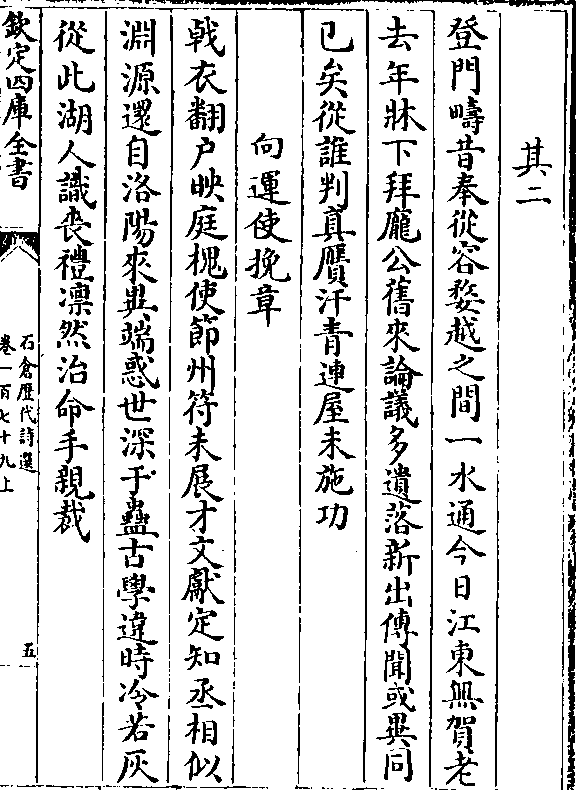 其二
登門疇昔奉從容婺越之間一水通今日江東無賀老
去年牀下拜龎公舊來論議多遺落新出傳聞或異同
已矣從誰判真贋汗青連屋未施功
向運使挽章
㦸衣翻户映庭槐使節州符未展才文獻定知丞相似
淵源還自洛陽來異端惑世深于蠱古學違時冷若灰
從此湖人識喪禮凛然治命手親裁
欽定四庫全書
石倉歴代詩選
卷一百七十九上
五